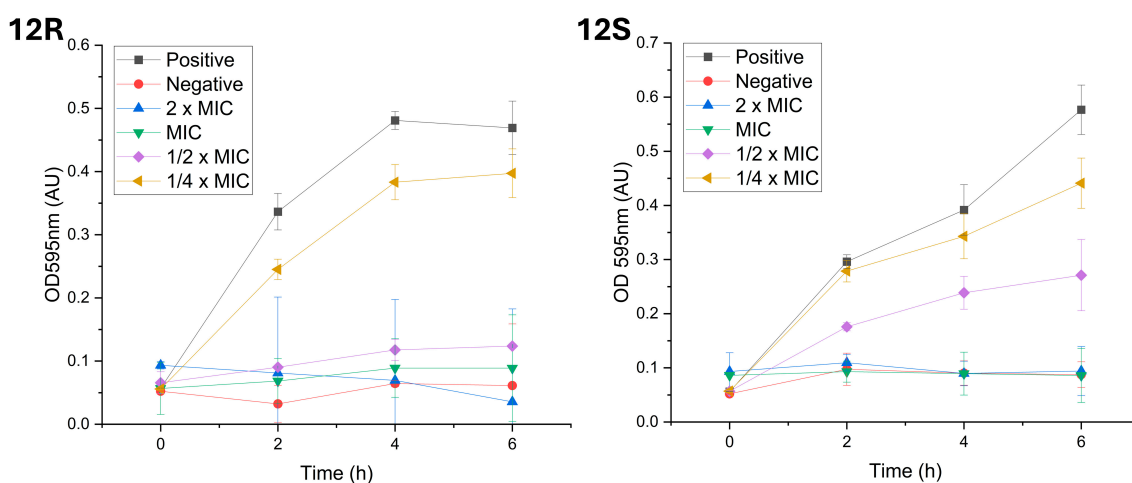 12R
Positive
Negative
2 x MIC
MIC
1/2 x MIC
1/4 x MIC
0.6
0.5
0.4
0.3
0.2
0.1
0.0
OD595nm (AU)
0
2
4
6
Time (h)
12S
Positive
Negative
2 x MIC
MIC
1/2 x MIC
1/4 x MIC
0.7
0.6
0.5
0.4
0.3
0.2
0.1
0.0
OD 595nm (AU)
0
2
4
6
Time (h)